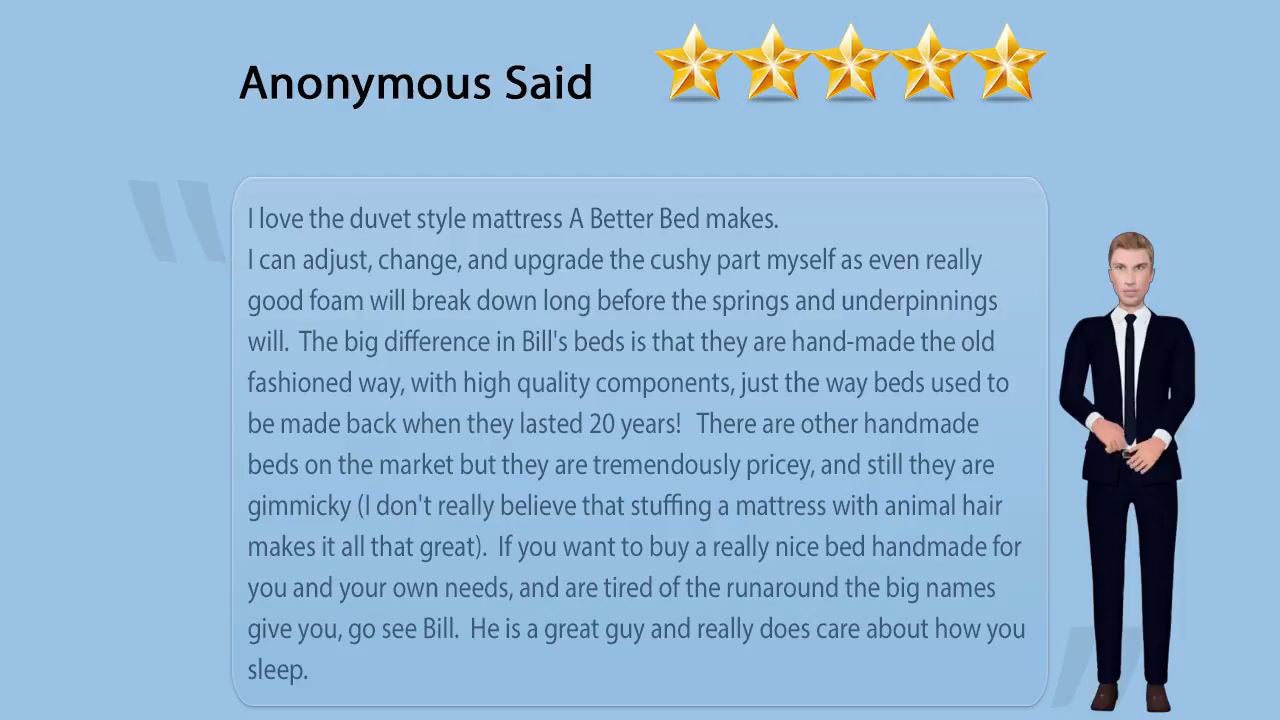 Anonymous Said
I love the duvet style mattress A Better Bed makes.
I can adjust, change, and upgrade the cushy part myself as even really
good foam will break down long before the springs and underpinnings
will.  The big difference in Bill's beds is that they are hand-made the old
fashioned way, with high quality components, just the way beds used to
be made back when they lasted 20 years!   There are other handmade
beds on the market but they are tremendously pricey, and still they are
gimmicky (I don't really believe that stuffing a mattress with animal hair
makes it all that great).  If you want to buy a really nice bed handmade for
you and your own needs, and are tired of the runaround the big names
give you, go see Bill.  He is a great guy and really does care about how you
sleep.